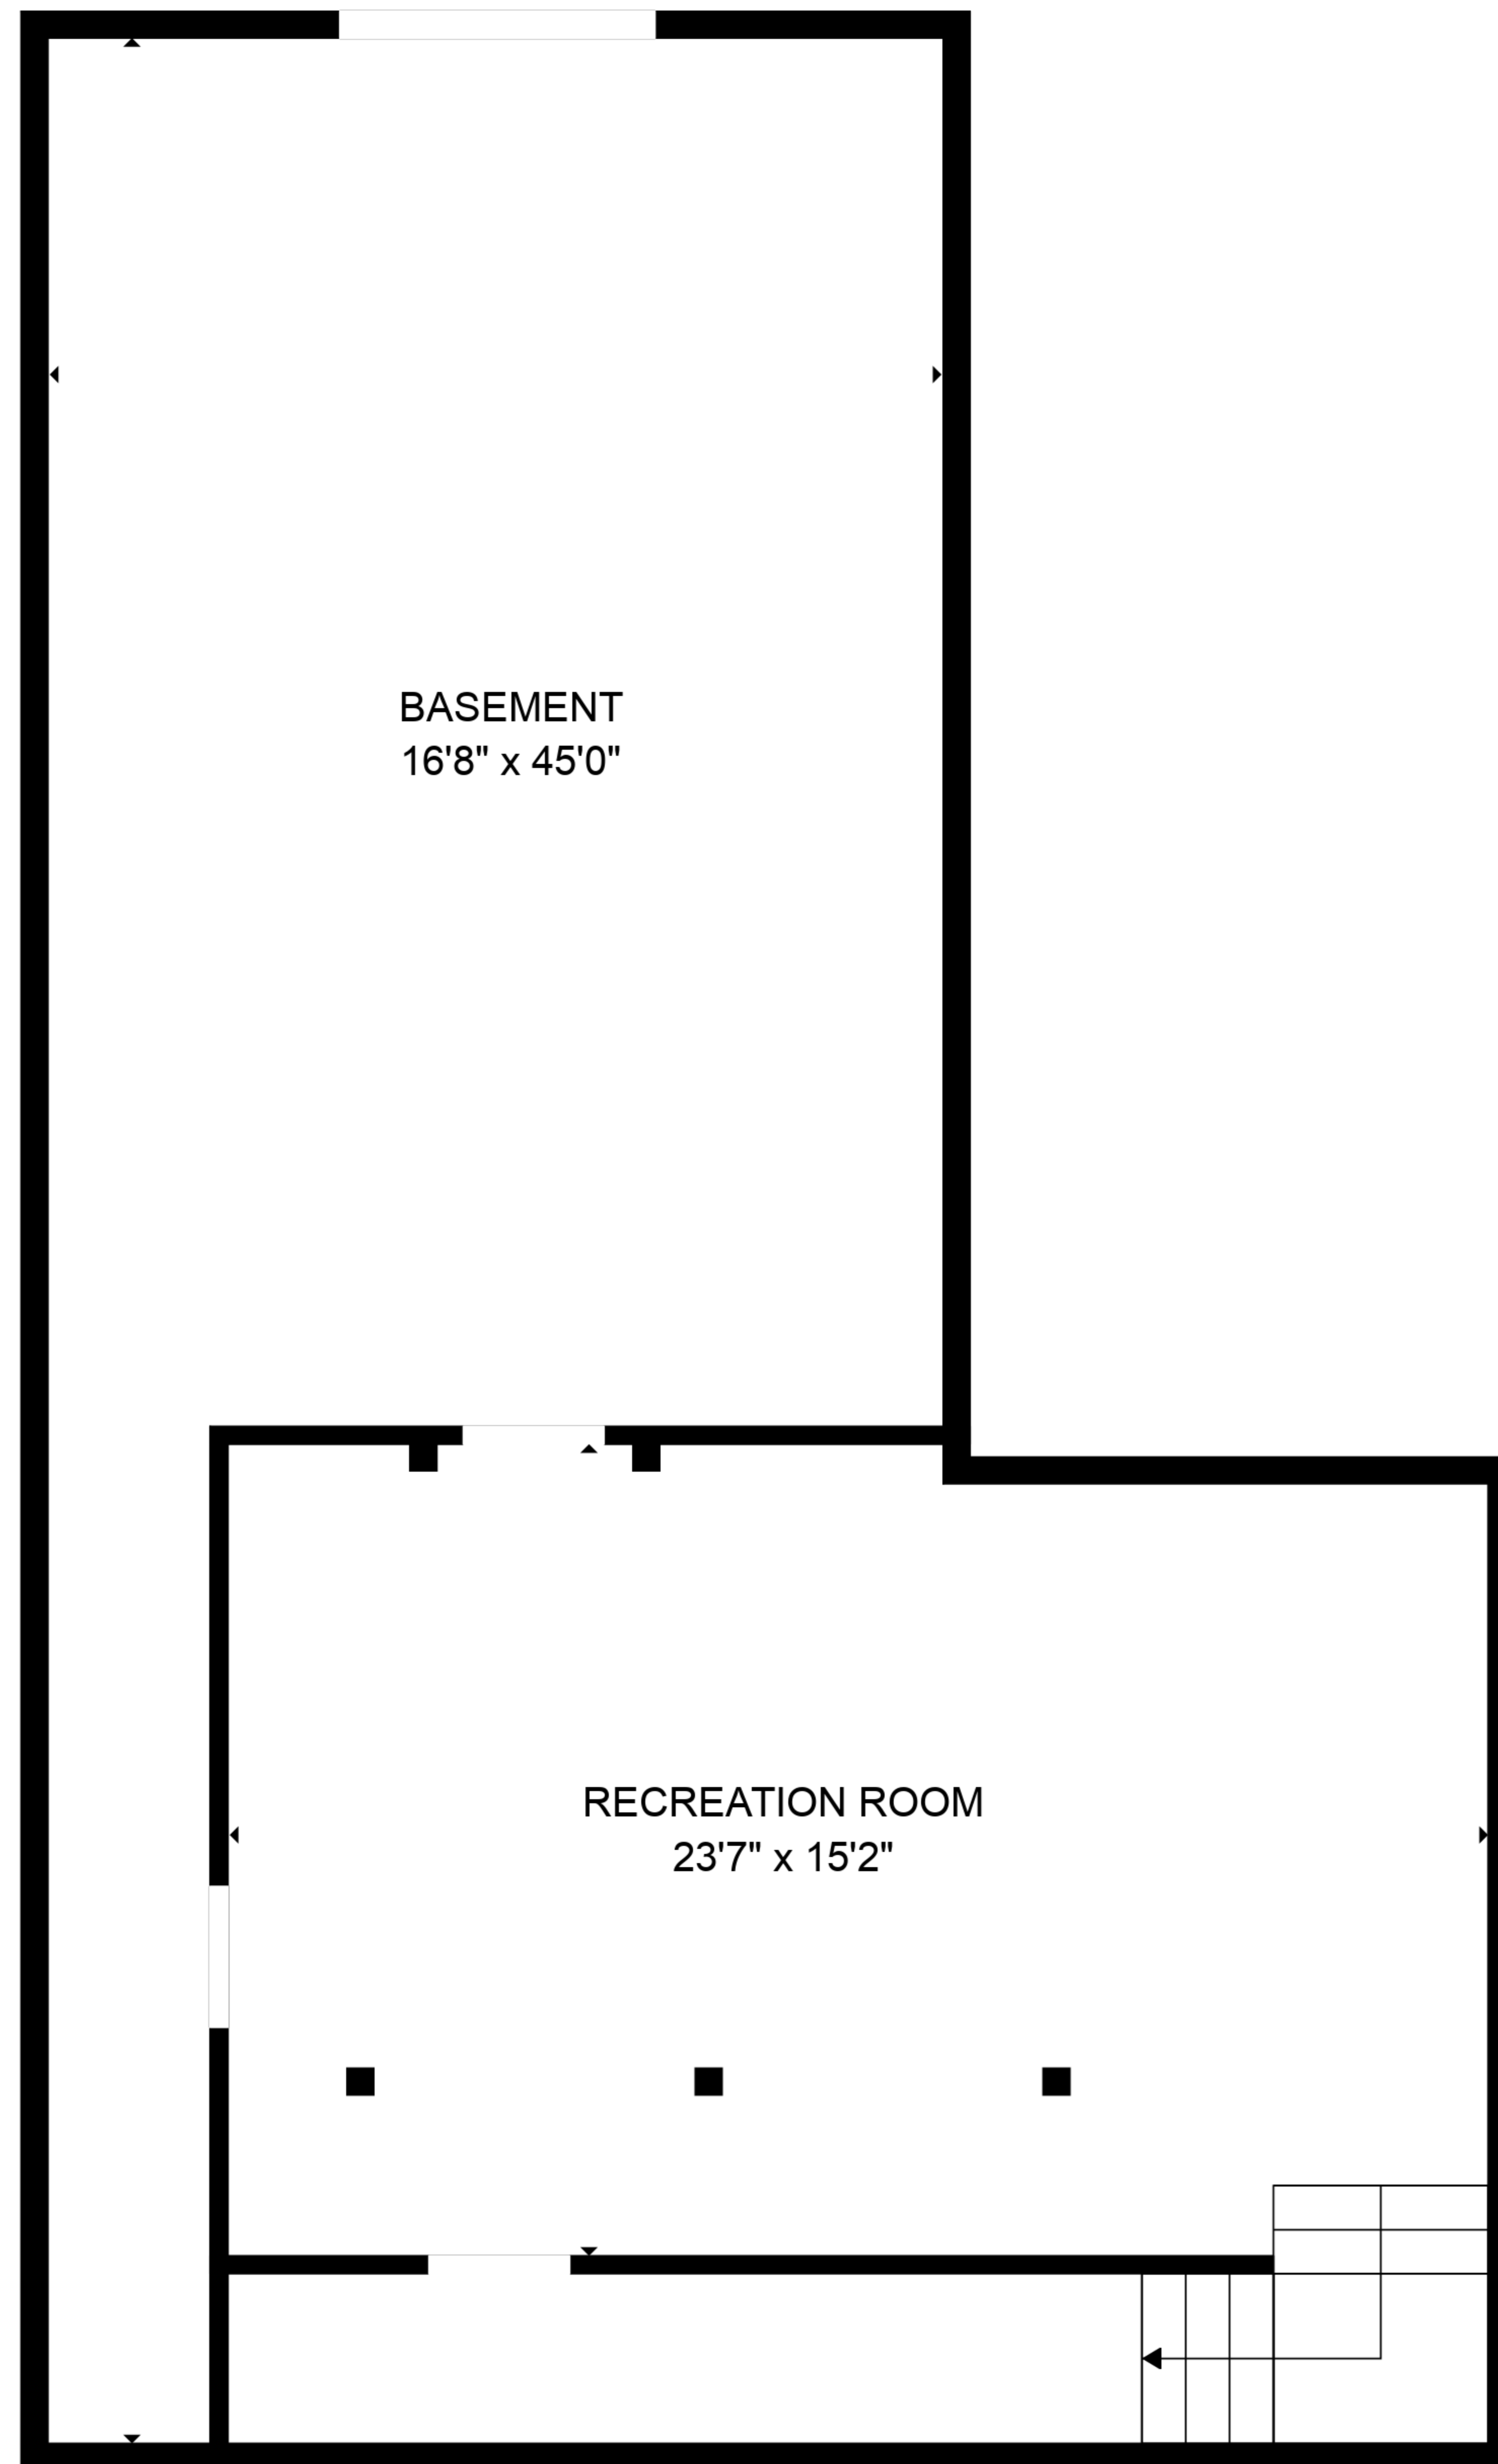 BASEMENT
16'8" x 45'0"
RECREATION ROOM
23'7" x 15'2"